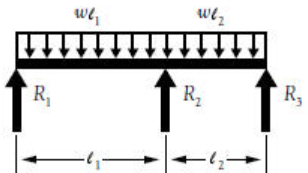 wℓ₁ wℓ₂
R₁ R₂ R₃
ℓ₁ ℓ₂